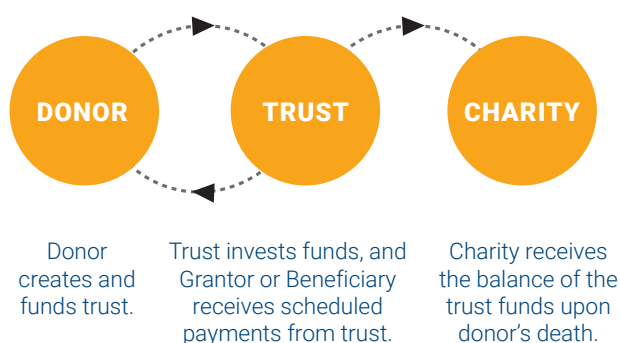 DONOR
TRUST
CHARITY
Donor
creates and
funds trust.
Trust invests funds, and
Grantor or Beneficiary
receives scheduled
payments from trust.
Charity receives
the balance of the
trust funds upon
donor’s death.